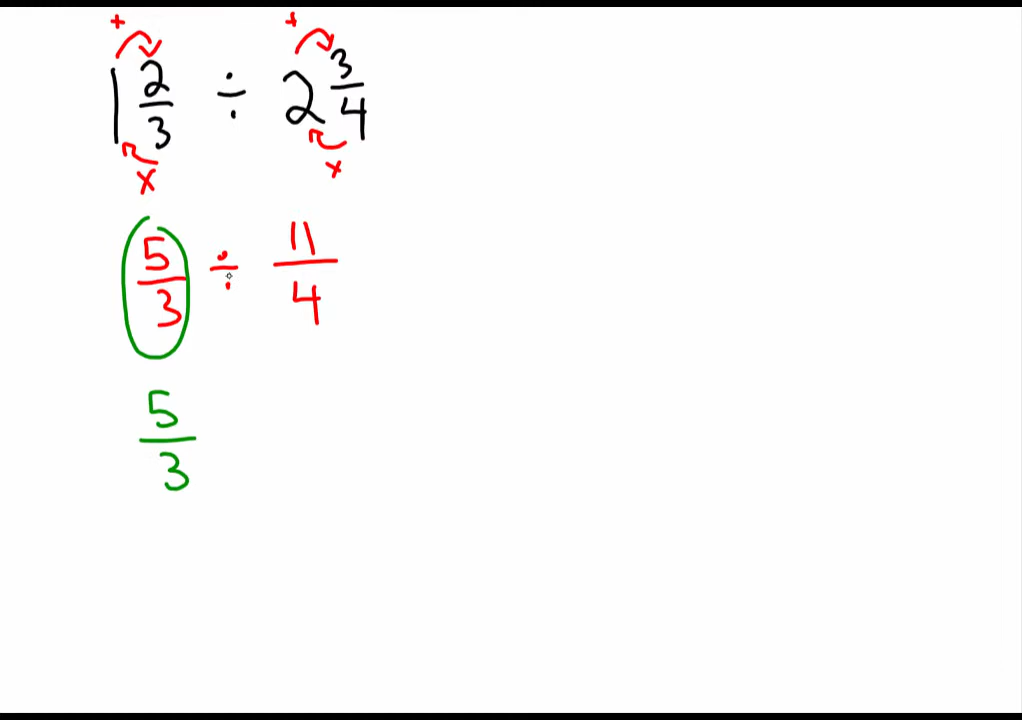 + +
1 2/3 ÷ 2 3/4
x x
5/3 ÷ 11/4
5/3